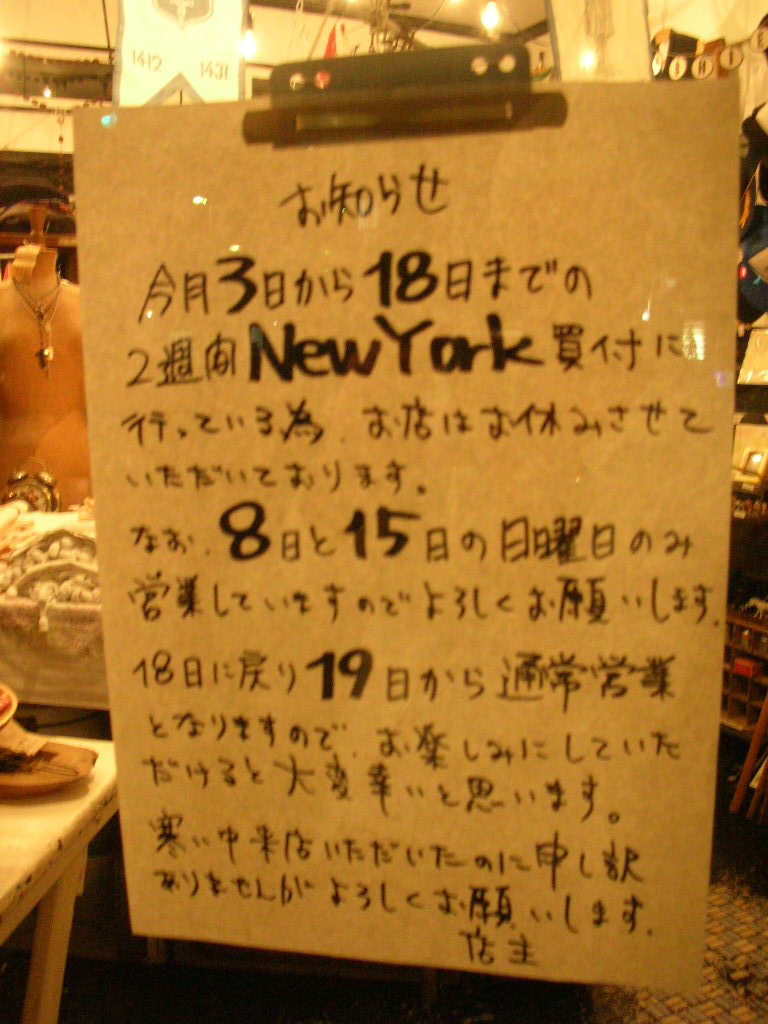 1412 1431
お知らせ
今月3日から18日までの
2週間NewYork買付に
行っている為、お店はお休みさせて
いただいております。
なお、8日と15日の日曜日のみ
営業していますのでよろしくお願いします。
18日に戻り19日から通常営業
となりますので、お楽しみにしていた
だけると大変幸いと思います。
寒い中来店いただいたのに申し訳
ありませんがよろしくお願いします。
店主